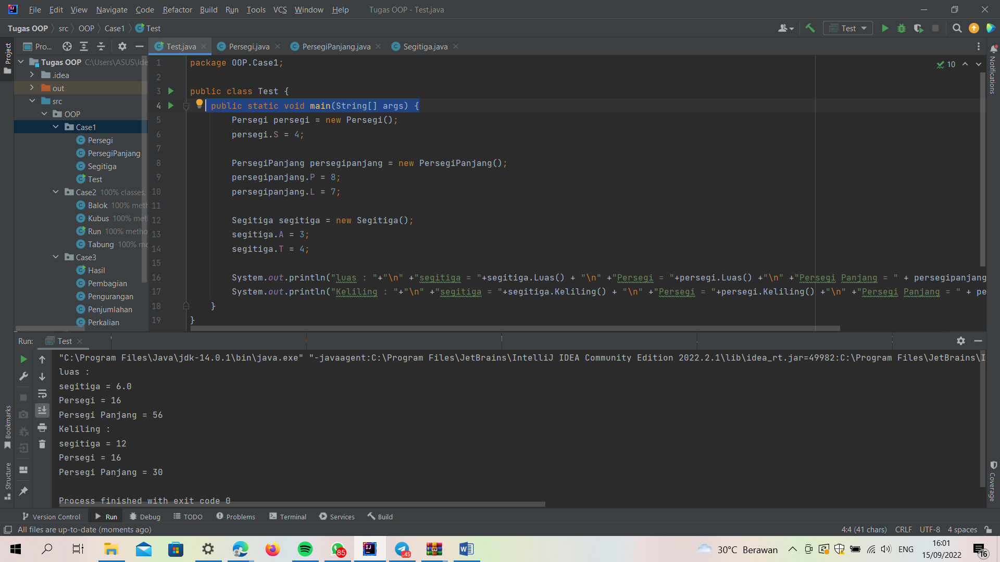 File Edit View Navigate Code Refactor Build Run Tools VCS Window Help Tugas OOP - Test.java
Tugas OOP src OOP Case1 Test
Test
Project
Pro...
Test.java Persegi.java PersegiPanjang.java Segitiga.java
Notifications
Tugas OOP C:\Users\ASUS\Ide
.idea
out
src
OOP
Case1
Persegi
PersegiPanjang
Segitiga
Test
Case2 100% classes,
Balok 100% meth
Kubus 100% met
Run 100% metho
Tabung 100% me
Case3
Hasil
Pembagian
Pengurangan
Penjumlahan
Perkalian
10
1 package OOP.Case1;
2
3 public class Test {
4 public static void main(String[] args) {
5 Persegi persegi = new Persegi();
6 persegi.S = 4;
7
8 PersegiPanjang persegipanjang = new PersegiPanjang();
9 persegipanjang.P = 8;
10 persegipanjang.L = 7;
11
12 Segitiga segitiga = new Segitiga();
13 segitiga.A = 3;
14 segitiga.T = 4;
15
16 System.out.println("luas : "+"\n" +"segitiga = "+segitiga.Luas() + "\n" +"Persegi = "+persegi.Luas() +"\n" +"Persegi Panjang = " + persegipanjang
17 System.out.println("Keliling : "+"\n" +"segitiga = "+segitiga.Keliling() + "\n" +"Persegi = "+persegi.Keliling() +"\n" +"Persegi Panjang = " + pe
18 }
19 }
Run: Test
"C:\Program Files\Java\jdk-14.0.1\bin\java.exe" "-javaagent:C:\Program Files\JetBrains\IntelliJ IDEA Community Edition 2022.2.1\lib\idea_rt.jar=49982:C:\Program Files\JetBrains\I
luas :
segitiga = 6.0
Persegi = 16
Persegi Panjang = 56
Keliling :
segitiga = 12
Persegi = 16
Persegi Panjang = 30

Process finished with exit code 0
Bookmarks
Structure
Coverage
Version Control Run Debug TODO Problems Terminal Services Build
All files are up-to-date (moments ago) 4:4 (41 chars) CRLF UTF-8 4 spaces
85
IJ
..45
30°C Berawan ENG
16:01
15/09/2022
16